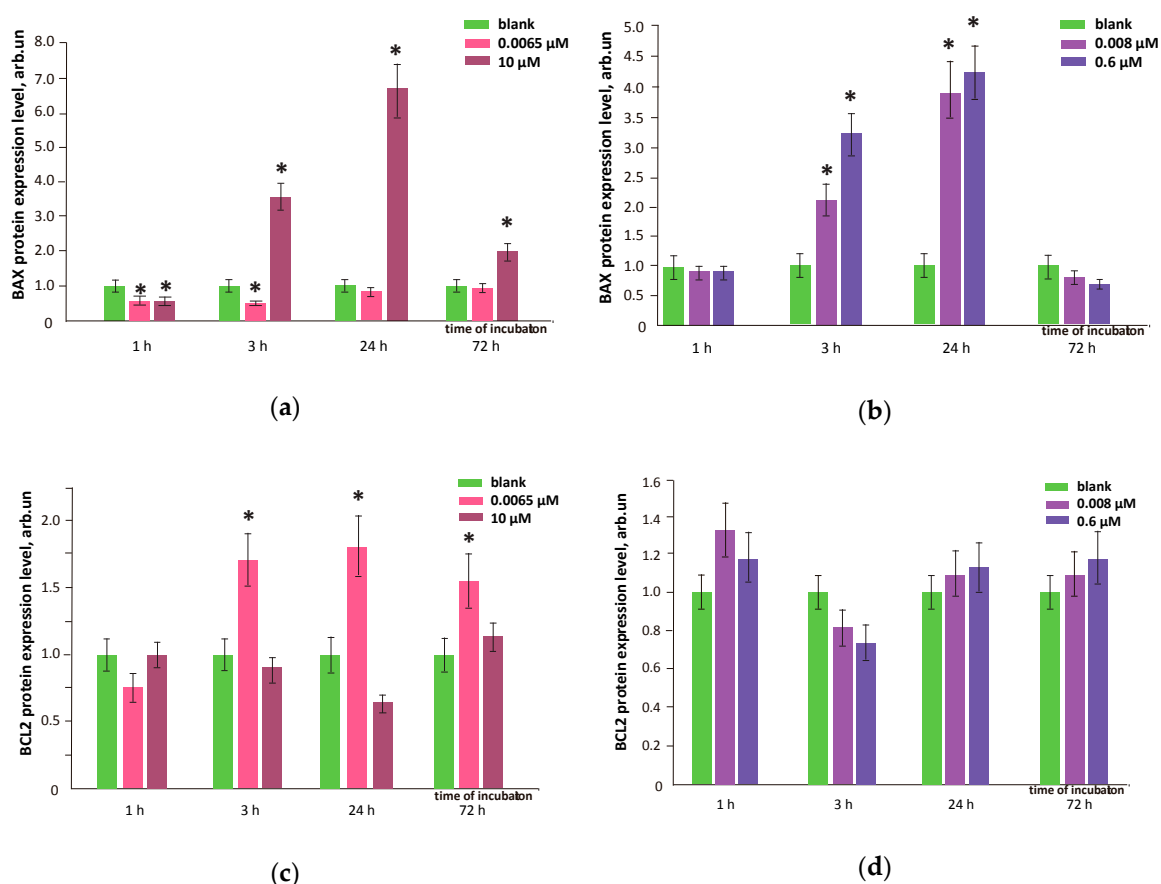 BAX protein expression level, arb.un
blank
0.0065 µM
10 µM
8.0
7.0
6.0
5.0
4.0
3.0
2.0
1.0
0
* * * * * *
time of incubaton
1 h 3 h 24 h 72 h
(a)
BAX protein expression level, arb.un
blank
0.008 µM
0.6 µM
5.0
4.5
4.0
3.5
3.0
2.5
2.0
1.5
1.0
0.5
0
* * * *
time of incubaton
1 h 3 h 24 h 72 h
(b)
BCL2 protein expression level, arb.un
blank
0.0065 µM
10 µM
2.0
1.5
1.0
0.5
0
* * *
time of incubaton
1 h 3 h 24 h 72 h
(c)
BCL2 protein expression level, arb.un
blank
0.008 µM
0.6 µM
1.6
1.4
1.2
1.0
0.8
0.6
0.4
0.2
0
time of incubaton
1 h 3 h 24 h 72 h
(d)